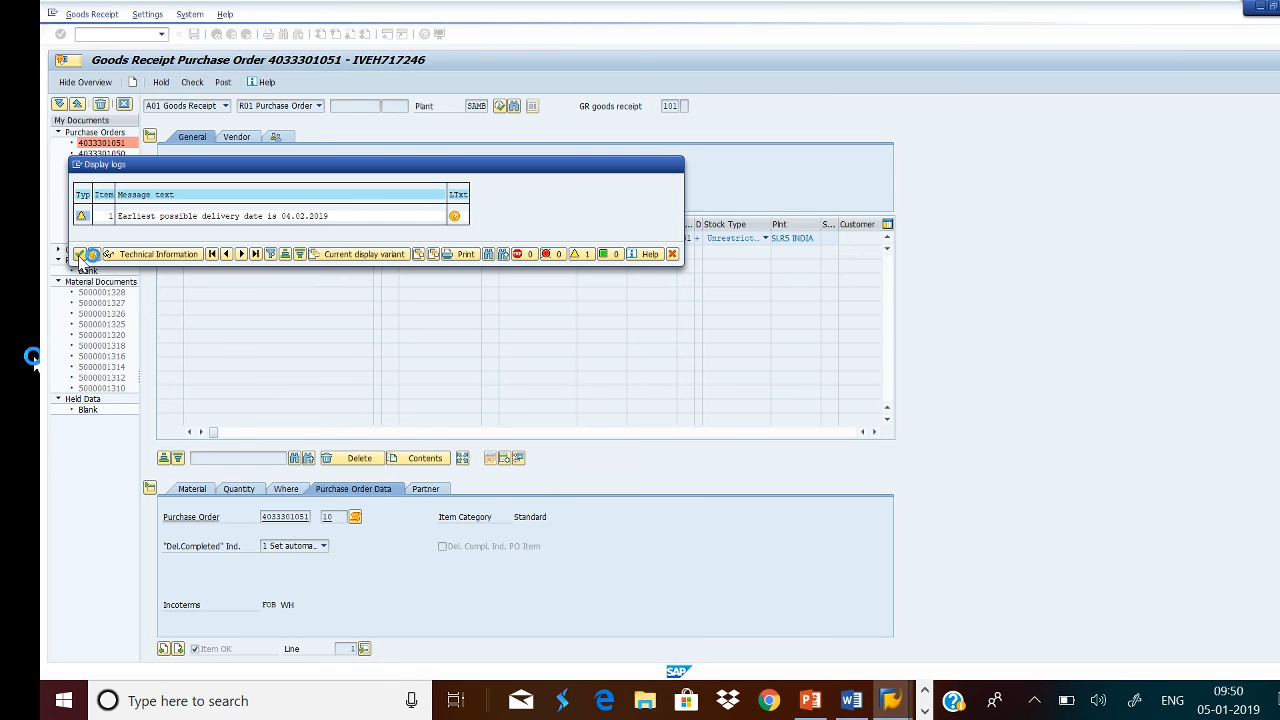 Goods Receipt Settings System Help
Goods Receipt Purchase Order 4033301051 - IVEH717246
Hide Overview Hold Check Post Help
A01 Goods Receipt R01 Purchase Order Plant SAMB GR goods receipt 101
My Documents
Purchase Orders General Vendor
4033301051
4033301050
Display logs
Typ Item Message text LTxt
1 Earliest possible delivery date is 04.02.2019
D Stock Type Plnt S... Customer
+ Unrestrict.. SLR5 INDIA
Technical Information Current display variant Print 0 0 1 0 Help
Blank
Material Documents
5000001328
5000001327
5000001326
5000001325
5000001320
5000001318
5000001316
5000001314
5000001312
5000001310
Held Data
Blank
Delete Contents
Material Quantity Where Purchase Order Data Partner
Purchase Order 4033301051 10 Item Category Standard
"Del.Completed" Ind. 1 Set automa.. Del. Compl. Ind. PO Item
Incoterms FOB WH
Item OK Line 1
SAP
Type here to search ENG 09:50
05-01-2019